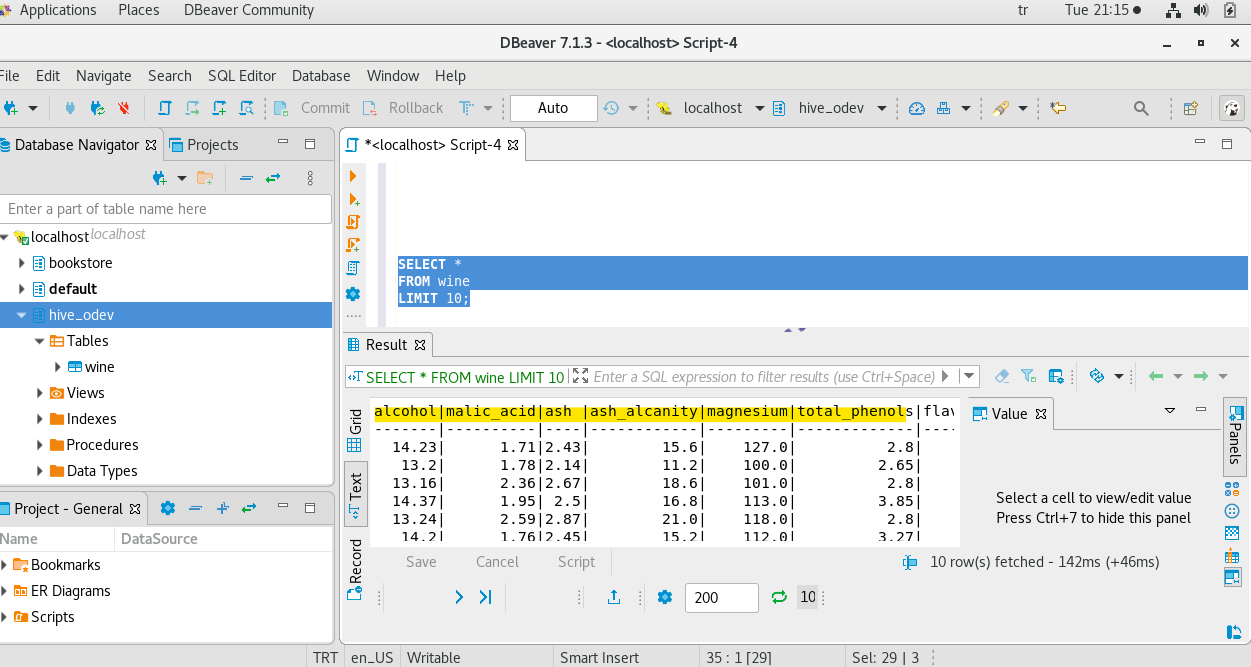 Applications Places DBeaver Community tr Tue 21:15
DBeaver 7.1.3 - <localhost> Script-4
File Edit Navigate Search SQL Editor Database Window Help
Commit Rollback Auto localhost hive_odev
Database Navigator Projects
Enter a part of table name here
localhost localhost
bookstore
default
hive_odev
Tables
wine
Views
Indexes
Procedures
Data Types
Project - General
Name DataSource
Bookmarks
ER Diagrams
Scripts
*<localhost> Script-4
SELECT *
FROM wine
LIMIT 10;
Result
SELECT * FROM wine LIMIT 10 Enter a SQL expression to filter results (use Ctrl+Space)
Grid
Text
Record
alcohol|malic_acid|ash |ash_alcanity|magnesium|total_phenols|flav
-------|----------|----|------------|---------|-------------|----
14.23| 1.71|2.43| 15.6| 127.0| 2.8|
13.2| 1.78|2.14| 11.2| 100.0| 2.65|
13.16| 2.36|2.67| 18.6| 101.0| 2.8|
14.37| 1.95| 2.5| 16.8| 113.0| 3.85|
13.24| 2.59|2.87| 21.0| 118.0| 2.8|
14.2| 1.76|2.45| 15.2| 112.0| 3.27|
Value
Select a cell to view/edit value
Press Ctrl+7 to hide this panel
Panels
Save Cancel Script 10 row(s) fetched - 142ms (+46ms)
200 10
TRT en_US Writable Smart Insert 35 : 1 [29] Sel: 29 | 3